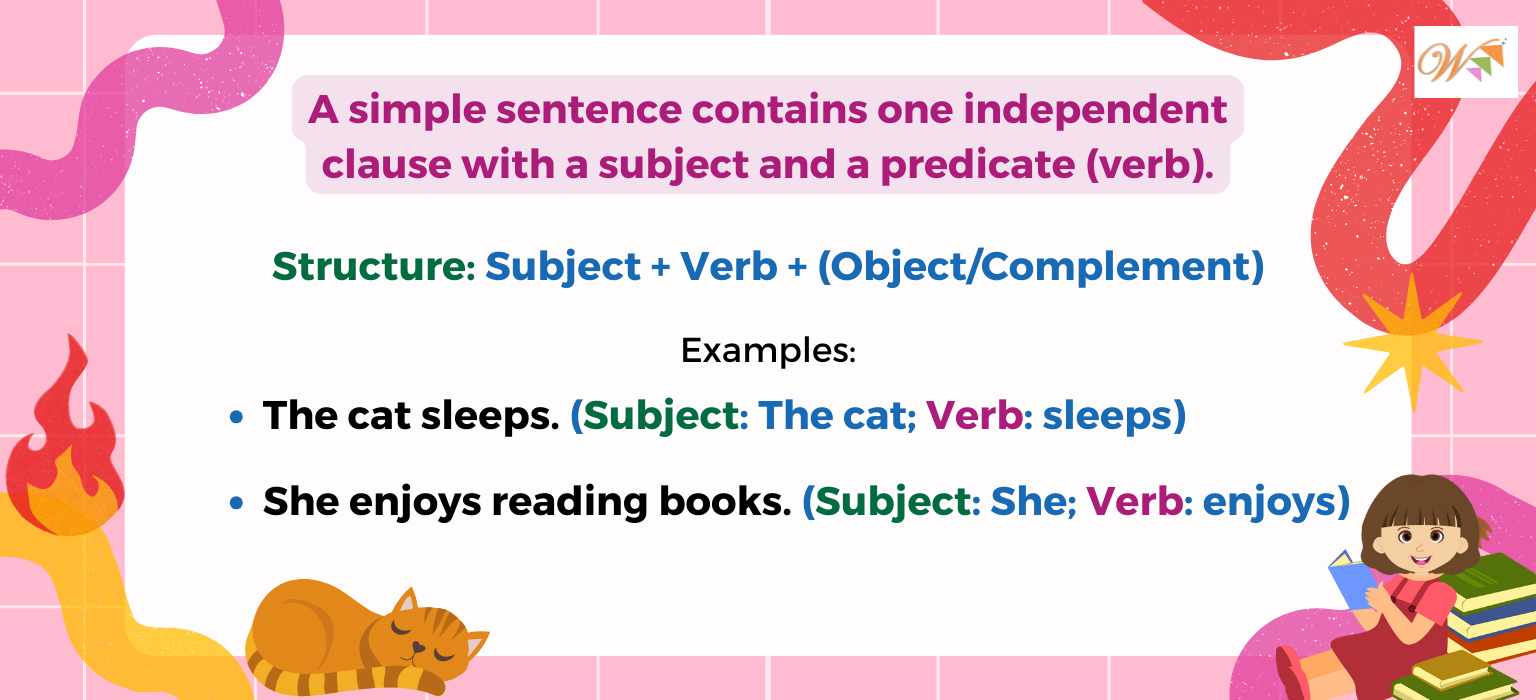 W
A simple sentence contains one independent
clause with a subject and a predicate (verb).
Structure: Subject + Verb + (Object/Complement)
Examples:
• The cat sleeps. (Subject: The cat; Verb: sleeps)
• She enjoys reading books. (Subject: She; Verb: enjoys)